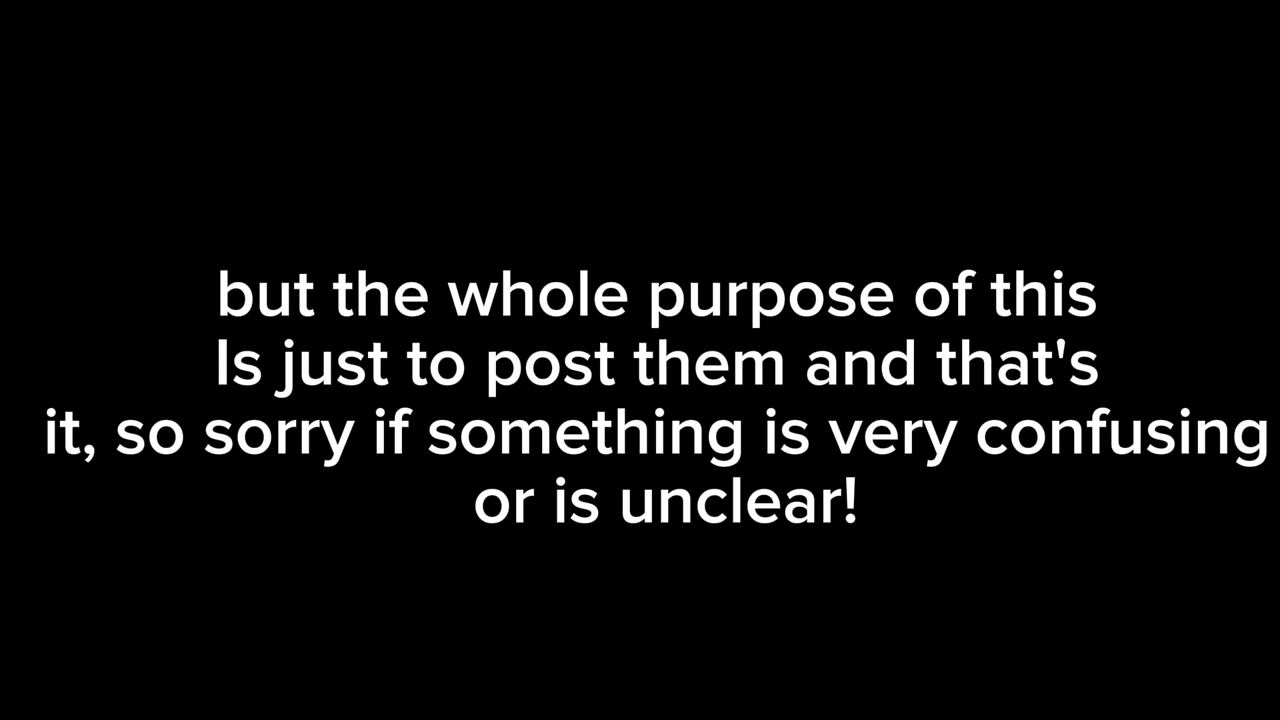 but the whole purpose of this
Is just to post them and that's
it, so sorry if something is very confusing
or is unclear!